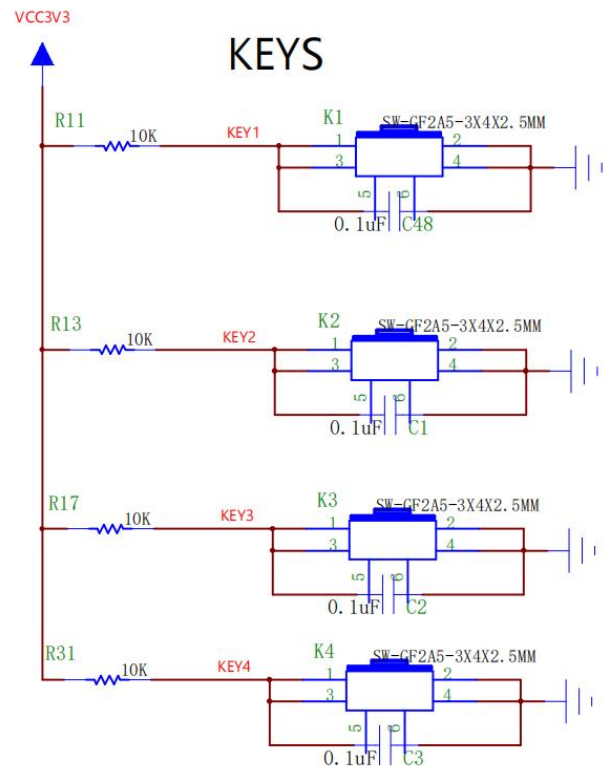 VCC3V3
KEYS
R11
10K
KEY1
K1
SW-GF2A5-3X4X2.5MM
1
2
3
4
5
6
0.1uF
C48
R13
10K
KEY2
K2
SW-GF2A5-3X4X2.5MM
1
2
3
4
5
6
0.1uF
C1
R17
10K
KEY3
K3
SW-GF2A5-3X4X2.5MM
1
2
3
4
5
6
0.1uF
C2
R31
10K
KEY4
K4
SW-GF2A5-3X4X2.5MM
1
2
3
4
5
6
0.1uF
C3